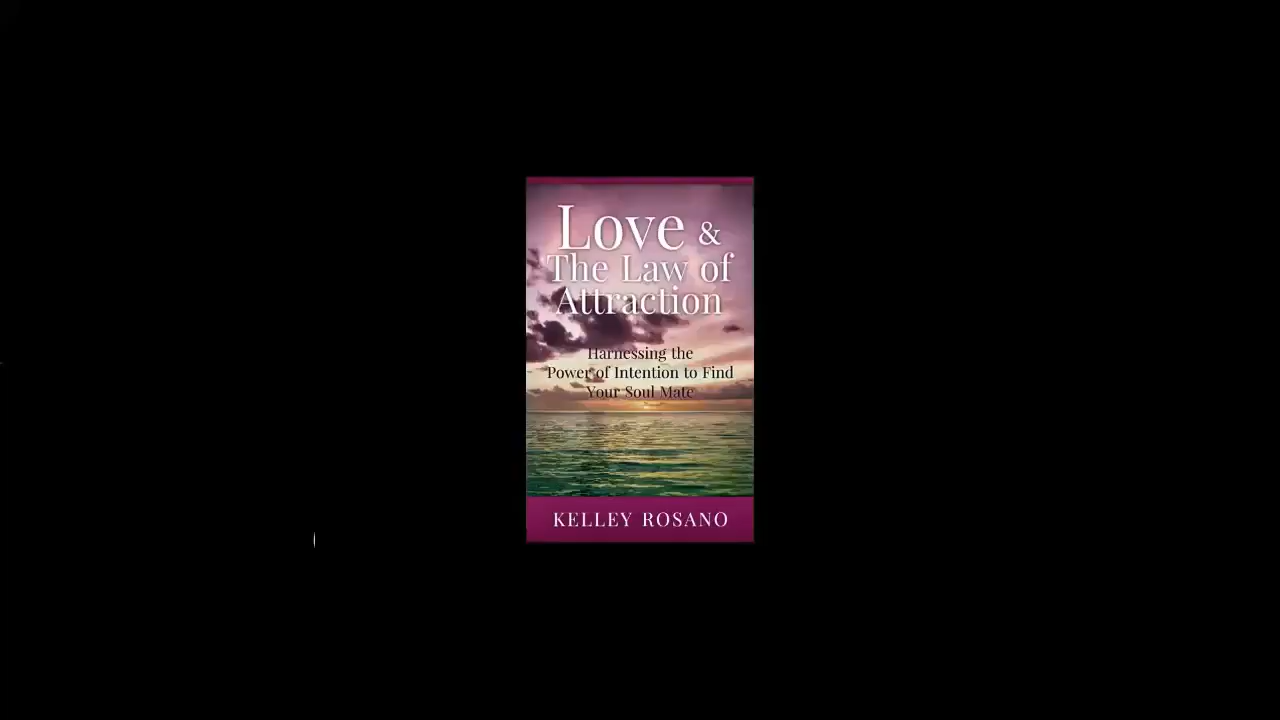 Love &
The Law of
Attraction
Harnessing the
Power of Intention to Find
Your Soul Mate
KELLEY ROSANO